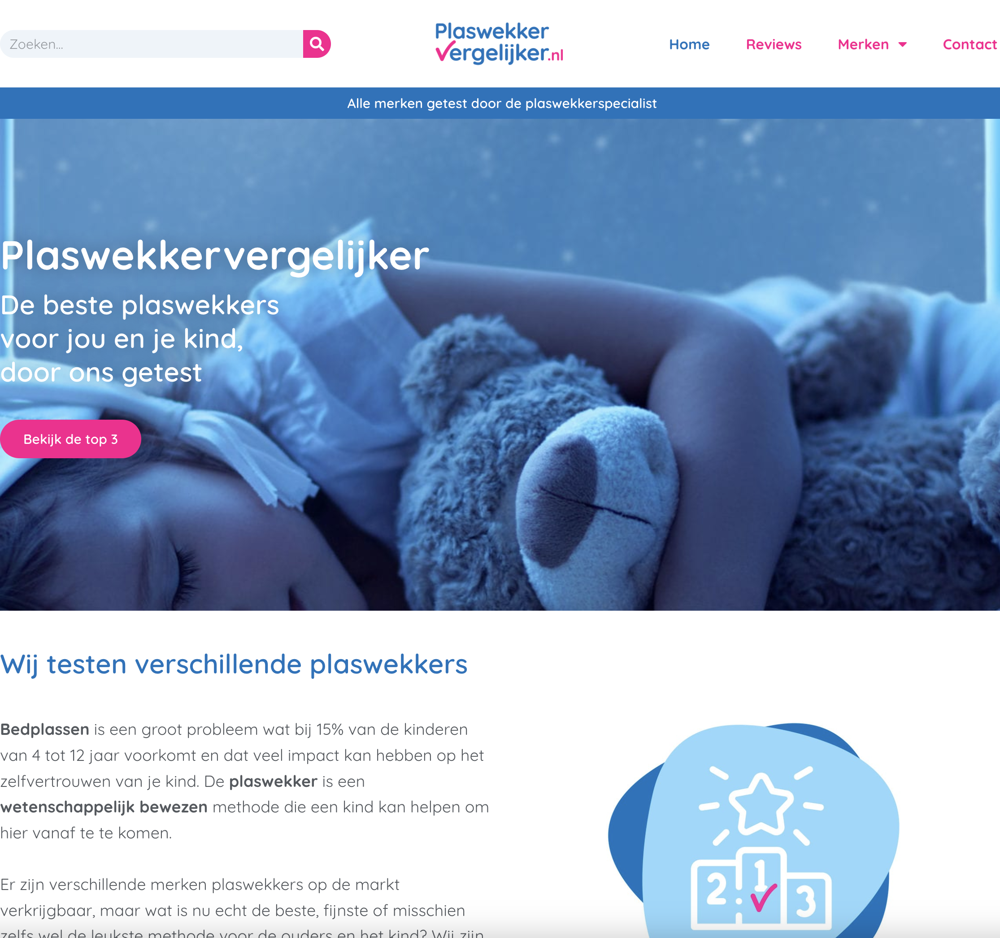 Zoeken...
Plaswekker
Vergelijker.nl
Home
Reviews
Merken
Contact
Alle merken getest door de plaswekkerspecialist
Plaswekkervergelijker
De beste plaswekkers
voor jou en je kind,
door ons getest
Bekijk de top 3
Wij testen verschillende plaswekkers
Bedplassen is een groot probleem wat bij 15% van de kinderen
van 4 tot 12 jaar voorkomt en dat veel impact kan hebben op het
zelfvertrouwen van je kind. De plaswekker is een
wetenschappelijk bewezen methode die een kind kan helpen om
hier vanaf te te komen.
Er zijn verschillende merken plaswekkers op de markt
verkrijgbaar, maar wat is nu echt de beste, fijnste of misschien
zelfs wel de leukste methode voor de ouders en het kind? Wij zijn
2 1 3